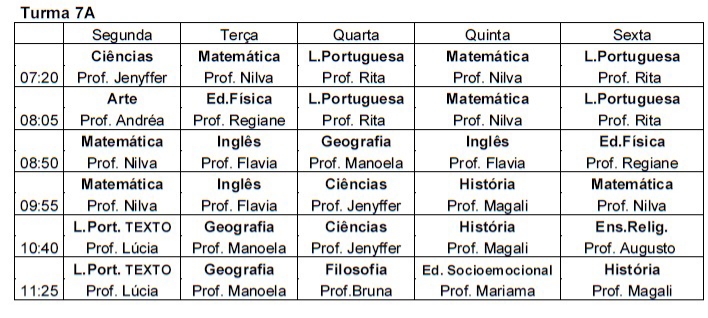 Turma 7A
Segunda Terça Quarta Quinta Sexta
Ciências Matemática L.Portuguesa Matemática L.Portuguesa
07:20 Prof. Jenyffer Prof. Nilva Prof. Rita Prof. Nilva Prof. Rita
Arte Ed.Física L.Portuguesa Matemática L.Portuguesa
08:05 Prof. Andréa Prof. Regiane Prof. Rita Prof. Nilva Prof. Rita
Matemática Inglês Geografia Inglês Ed.Física
08:50 Prof. Nilva Prof. Flavia Prof. Manoela Prof. Flavia Prof. Regiane
Matemática Inglês Ciências História Matemática
09:55 Prof. Nilva Prof. Flavia Prof. Jenyffer Prof. Magali Prof. Nilva
L.Port. TEXTO Geografia Ciências História Ens.Relig.
10:40 Prof. Lúcia Prof. Manoela Prof. Jenyffer Prof. Magali Prof. Augusto
L.Port. TEXTO Geografia Filosofia Ed. Socioemocional História
11:25 Prof. Lúcia Prof. Manoela Prof.Bruna Prof. Mariama Prof. Magali